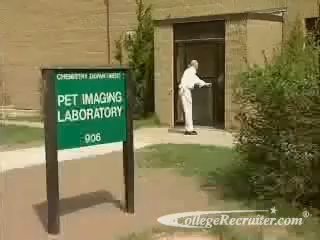 CHEMISTRY DEPARTMENT
PET IMAGING
LABORATORY
906
CollegeRecruiter.com®